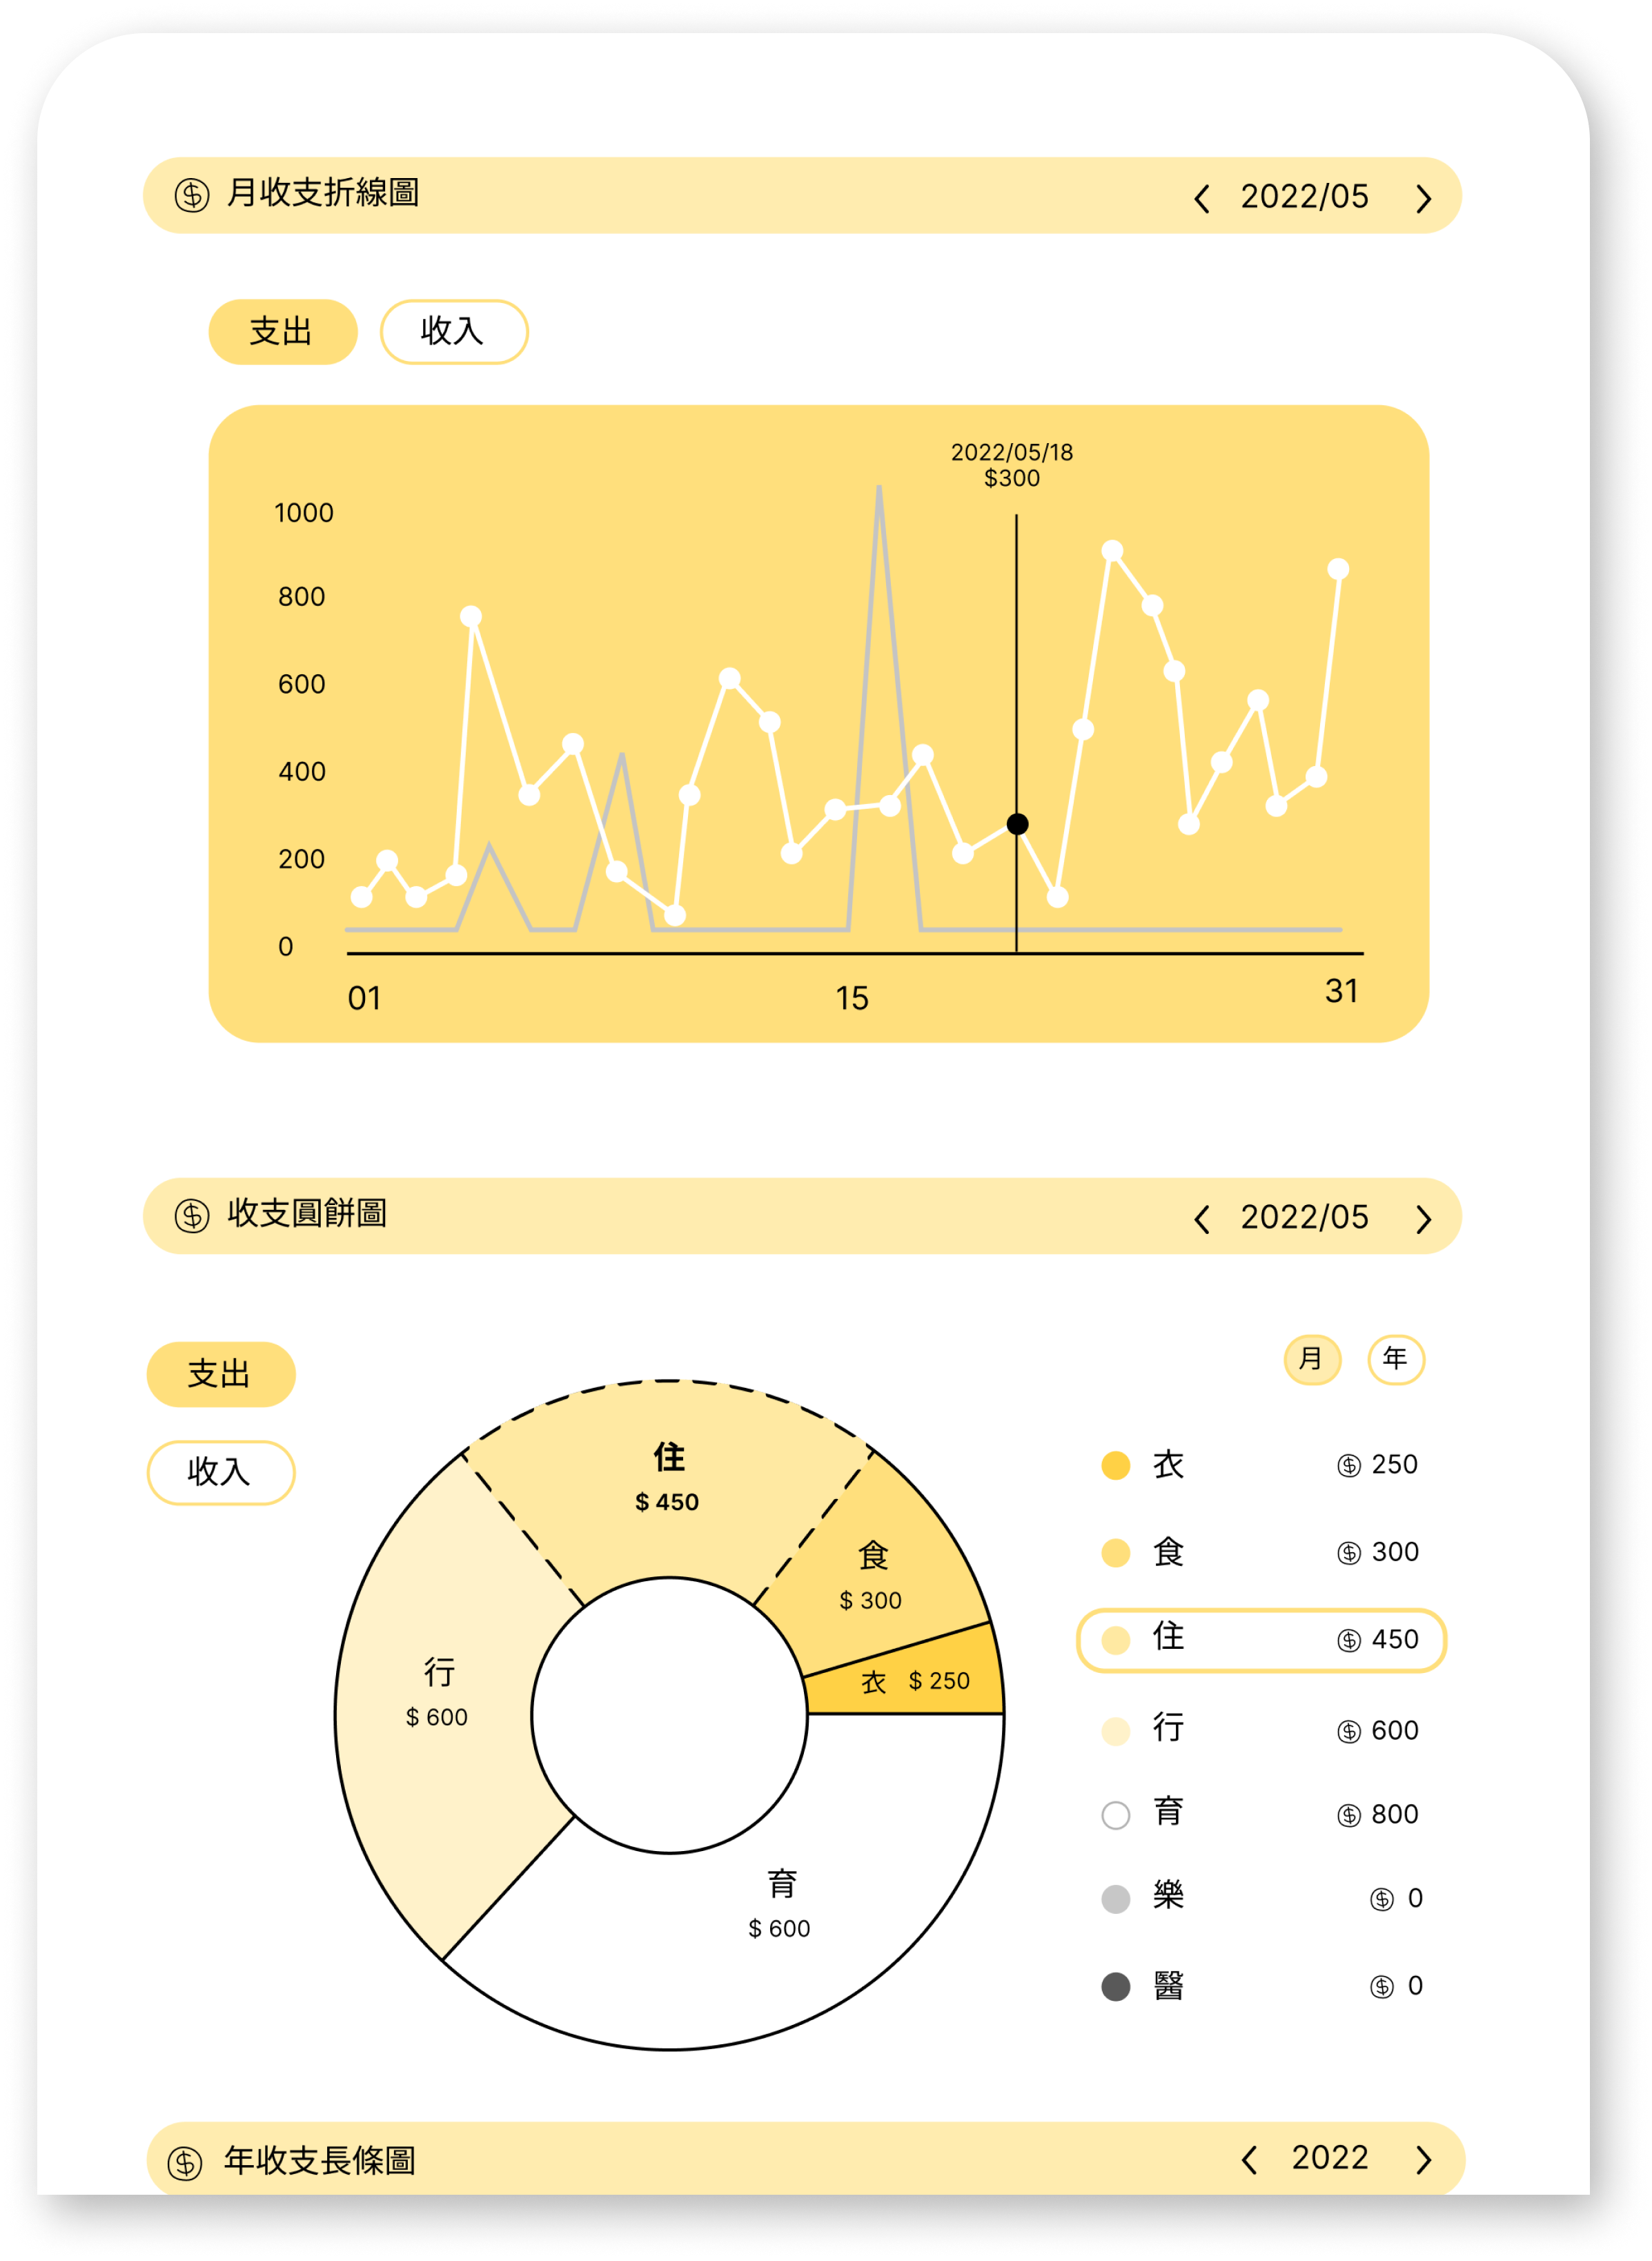 月收支折線圖
2022/05
支出
收入
2022/05/18
$300
1000
800
600
400
200
0
01
15
31
收支圓餅圖
2022/05
支出
收入
月
年
住
$ 450
食
$ 300
衣 $ 250
行
$ 600
育
$ 600
衣 $ 250
食 $ 300
住 $ 450
行 $ 600
育 $ 800
樂 $ 0
醫 $ 0
年收支長條圖
2022